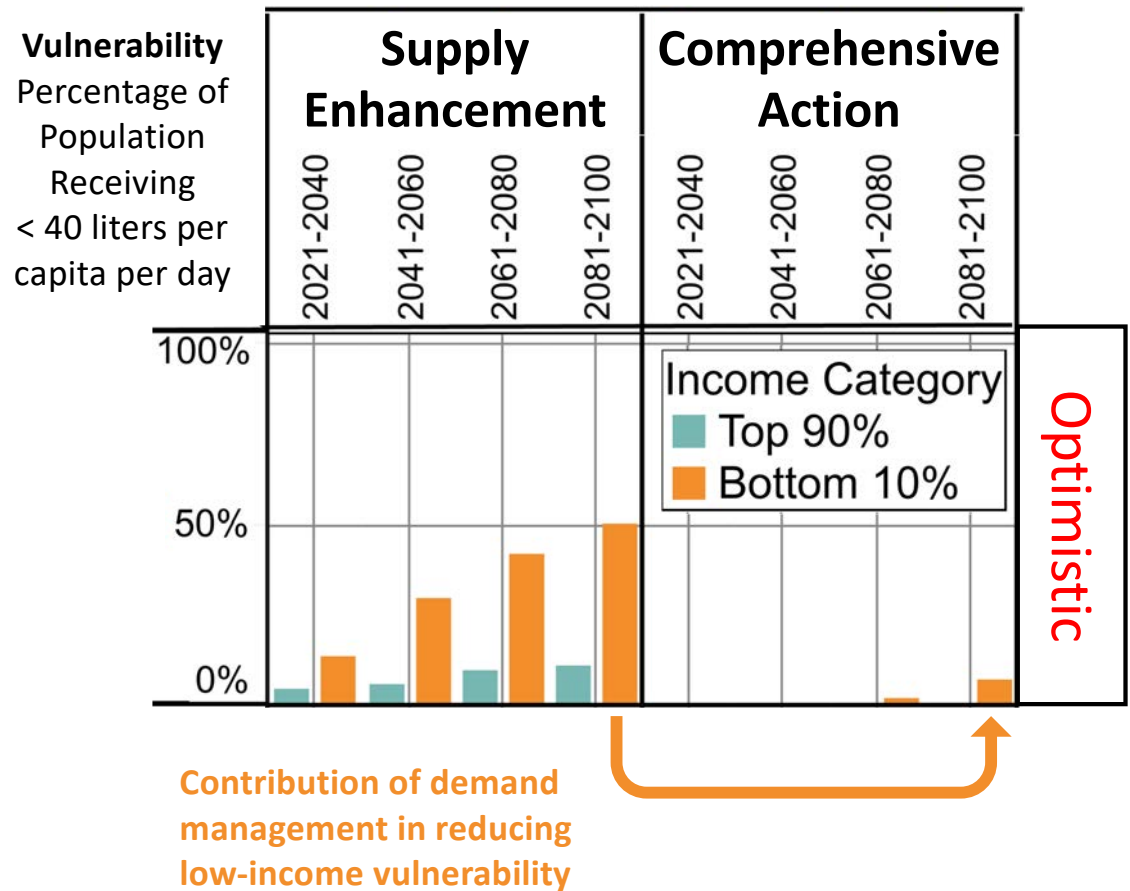 Vulnerability
Percentage of
Population
Receiving
< 40 liters per
capita per day
Supply
Enhancement
Comprehensive
Action
2021-2040
2041-2060
2061-2080
2081-2100
2021-2040
2041-2060
2061-2080
2081-2100
100%
50%
0%
Income Category
Top 90%
Bottom 10%
Optimistic
Contribution of demand
management in reducing
low-income vulnerability